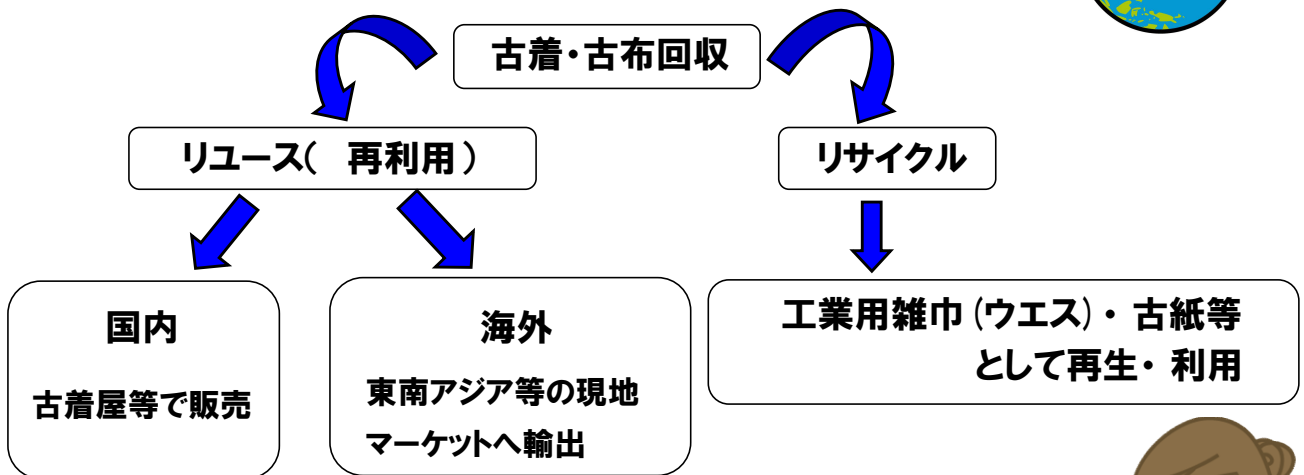 古着・古布回収
リユース( 再利用)
リサイクル
国内
古着屋等で販売
海外
東南アジア等の現地
マーケットへ輸出
工業用雑巾(ウエス)・古紙等
として再生・利用